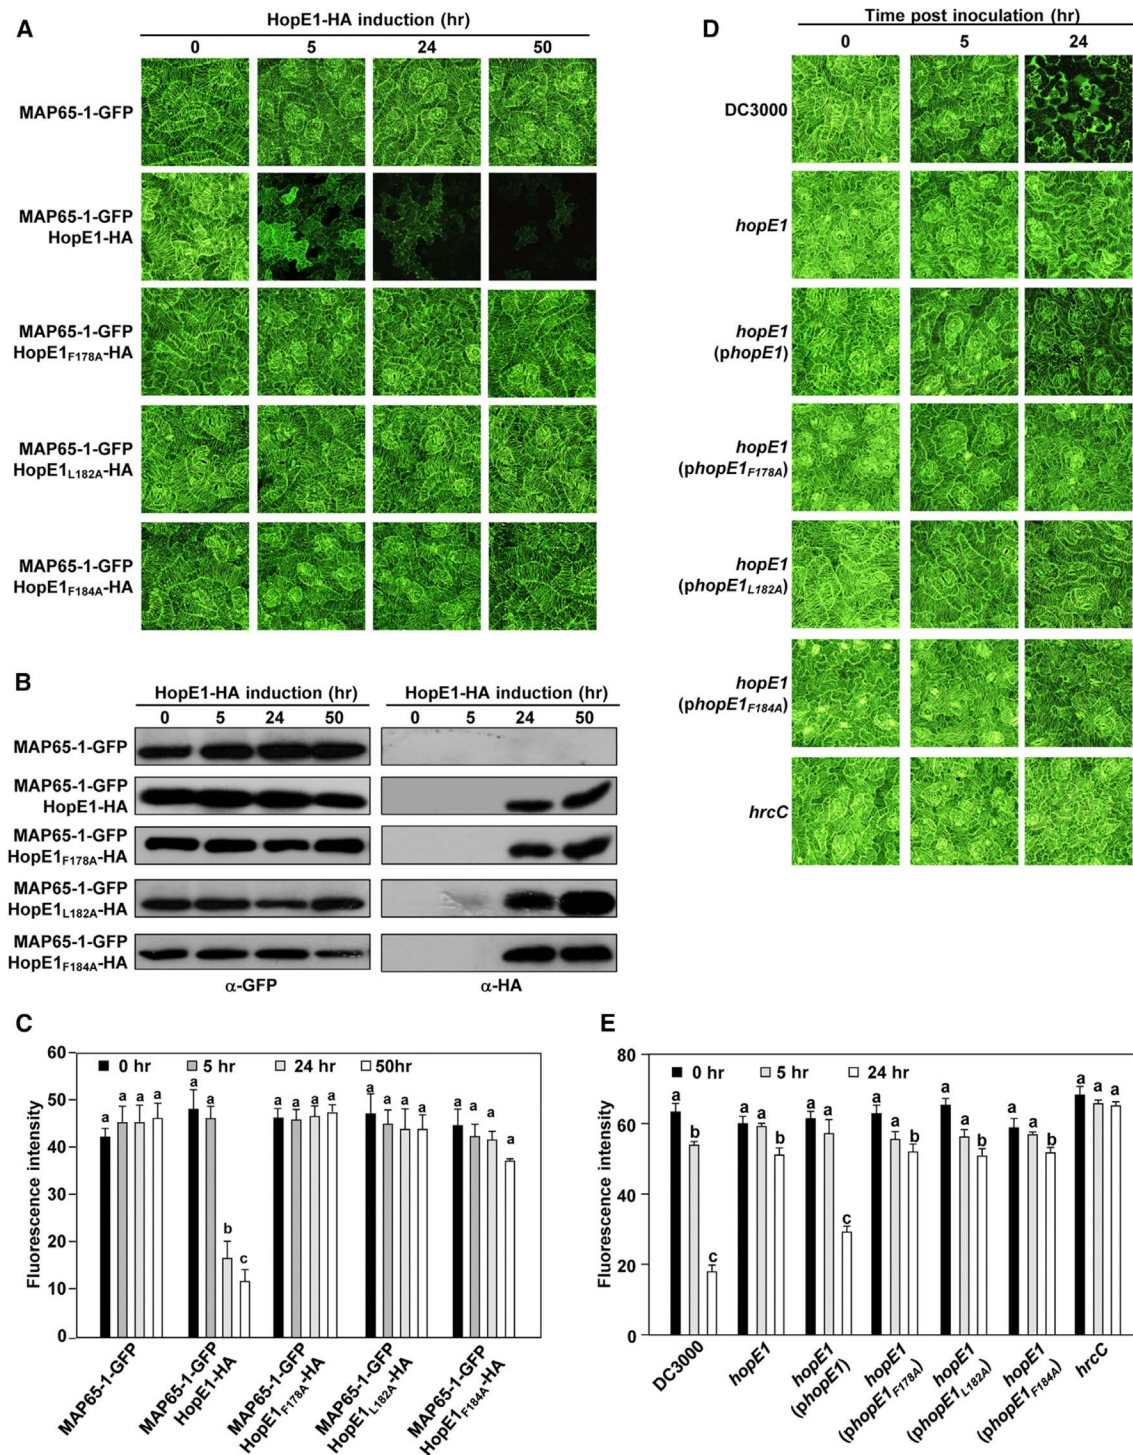 A
HopE1-HA induction (hr)
0 5 24 50
MAP65-1-GFP
MAP65-1-GFP
HopE1-HA
MAP65-1-GFP
HopE1F178A-HA
MAP65-1-GFP
HopE1L182A-HA
MAP65-1-GFP
HopE1F184A-HA
B
HopE1-HA induction (hr) HopE1-HA induction (hr)
0 5 24 50 0 5 24 50
MAP65-1-GFP
MAP65-1-GFP
HopE1-HA
MAP65-1-GFP
HopE1F178A-HA
MAP65-1-GFP
HopE1L182A-HA
MAP65-1-GFP
HopE1F184A-HA
α-GFP α-HA
C
Fluorescence intensity
60
50
40
30
20
10
0
0 hr 5 hr 24 hr 50hr
a a a a a a b c a a a a a a a a a a a a
MAP65-1-GFP
MAP65-1-GFP
HopE1-HA
MAP65-1-GFP
HopE1F178A-HA
MAP65-1-GFP
HopE1L182A-HA
MAP65-1-GFP
HopE1F184A-HA
D
Time post inoculation (hr)
0 5 24
DC3000
hopE1
hopE1
(phopE1)
hopE1
(phopE1F178A)
hopE1
(phopE1L182A)
hopE1
(phopE1F184A)
hrcC
E
Fluorescence intensity
80
60
40
20
0
0 hr 5 hr 24 hr
a b c a a b a a c a a b a a b a a b a a a
DC3000
hopE1
hopE1
(phopE1)
hopE1
(phopE1F178A)
hopE1
(phopE1L182A)
hopE1
(phopE1F184A)
hrcC